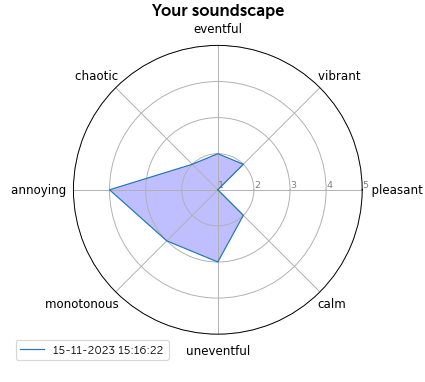 Your soundscape
eventful
chaotic
vibrant
annoying
1
2
3
4
5
pleasant
monotonous
calm
uneventful
15-11-2023 15:16:22